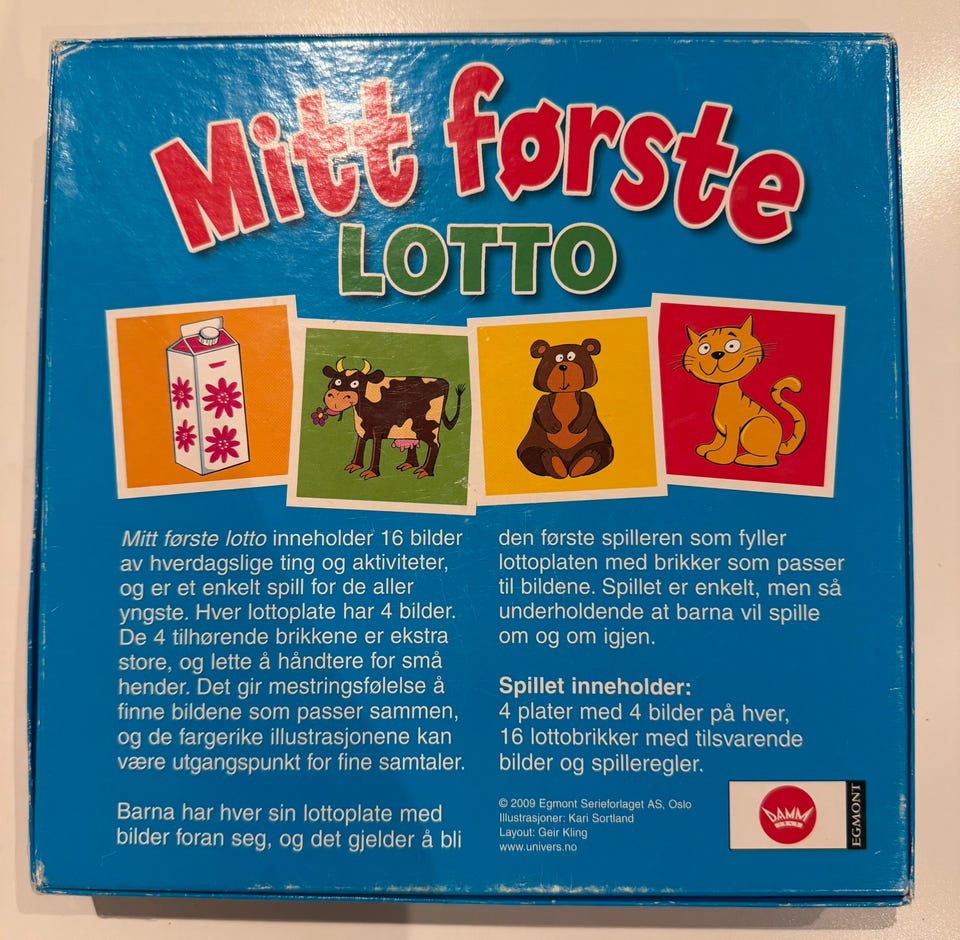 Mitt første
LOTTO
Mitt første lotto inneholder 16 bilder
av hverdagslige ting og aktiviteter,
og er et enkelt spill for de aller
yngste. Hver lottoplate har 4 bilder.
De 4 tilhørende brikkene er ekstra
store, og lette å håndtere for små
hender. Det gir mestringsfølelse å
finne bildene som passer sammen,
og de fargerike illustrasjonene kan
være utgangspunkt for fine samtaler.
Barna har hver sin lottoplate med
bilder foran seg, og det gjelder å bli
den første spilleren som fyller
lottoplaten med brikker som passer
til bildene. Spillet er enkelt, men så
underholdende at barna vil spille
om og om igjen.
Spillet inneholder:
4 plater med 4 bilder på hver,
16 lottobrikker med tilsvarende
bilder og spilleregler.
© 2009 Egmont Serieforlaget AS, Oslo
Illustrasjoner: Kari Sortland
Layout: Geir Kling
www.univers.no
DAMM
EGMONT